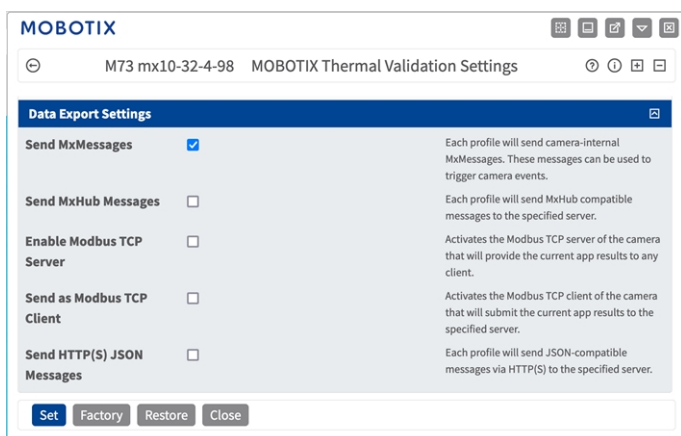 MOBOTIX
M73 mx10-32-4-98 MOBOTIX Thermal Validation Settings
Data Export Settings
Send MxMessages
Each profile will send camera-internal
MxMessages. These messages can be used to
trigger camera events.
Send MxHub Messages
Each profile will send MxHub compatible
messages to the specified server.
Enable Modbus TCP
Server
Activates the Modbus TCP server of the camera
that will provide the current app results to any
client.
Send as Modbus TCP
Client
Activates the Modbus TCP client of the camera
that will submit the current app results to the
specified server.
Send HTTP(S) JSON
Messages
Each profile will send JSON-compatible
messages via HTTP(S) to the specified server.
Set Factory Restore Close